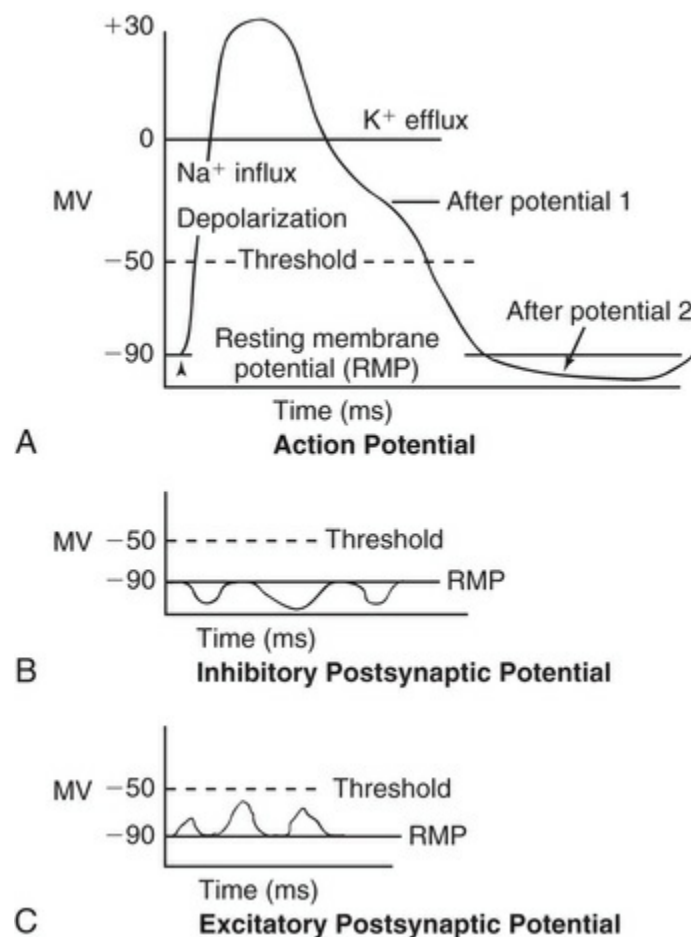 +30
K+ efflux
0
Na+ influx
MV
After potential 1
Depolarization
−50
Threshold
After potential 2
−90
Resting membrane
potential (RMP)
Time (ms)
A
Action Potential
MV −50
Threshold
−90
RMP
Time (ms)
B
Inhibitory Postsynaptic Potential
MV −50
Threshold
−90
RMP
Time (ms)
C
Excitatory Postsynaptic Potential